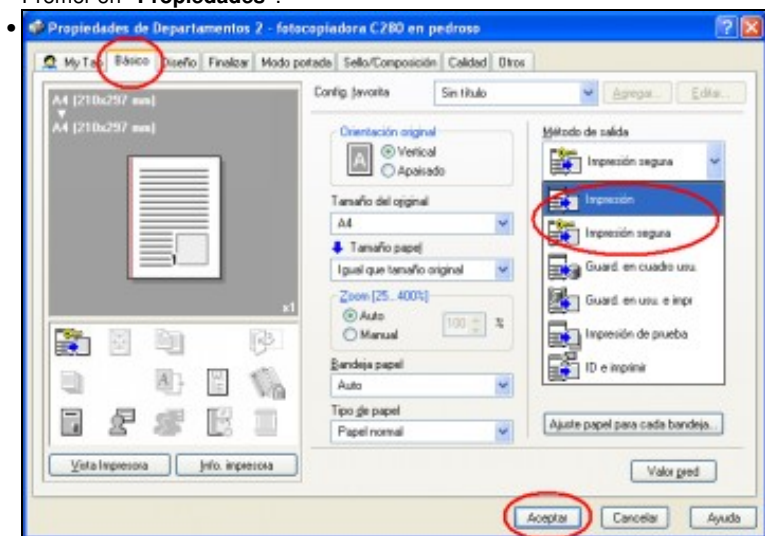 Premer en "Propiedades".
Propiedades de Departamentos 2 - fotocopiadora C280 en pedroso
My Tab Básico Diseño Finalizar Modo portada Sello/Composición Calidad Otros
A4 (210x297 mm)
A4 (210x297 mm)
x1
Vista Impresora Info. impresora
Config. favorita Sin título Agregar... Editar...
Orientación original
A
Vertical
Apaisado
Tamaño del original
A4
Tamaño papel
Igual que tamaño original
Zoom [25...400%]
Auto
Manual
100 %
Bandeja papel
Auto
Tipo de papel
Papel normal
Método de salida
Impresión segura
Impresión
Impresión segura
Guard. en cuadro usu.
Guard. en usu. e impr
Impresión de prueba
ID e imprimir
Ajuste papel para cada bandeja...
Valor pred
Aceptar Cancelar Ayuda